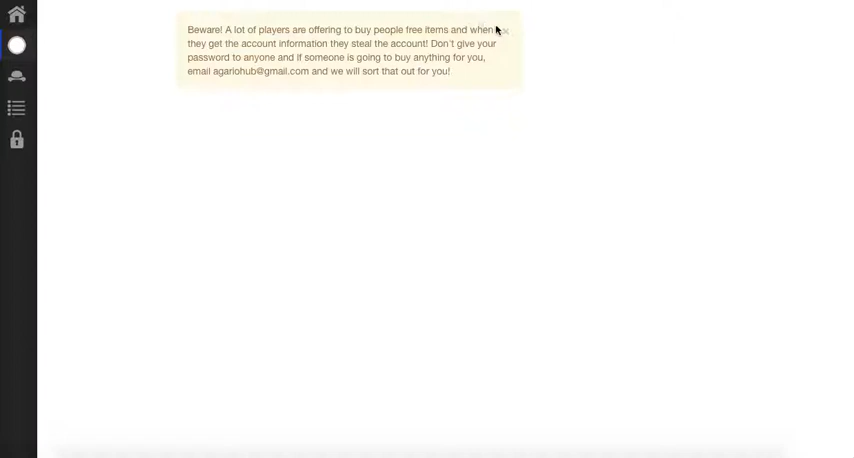 Beware! A lot of players are offering to buy people free items and when
they get the account information they steal the account! Don't give your
password to anyone and if someone is going to buy anything for you,
email agariohub@gmail.com and we will sort that out for you!